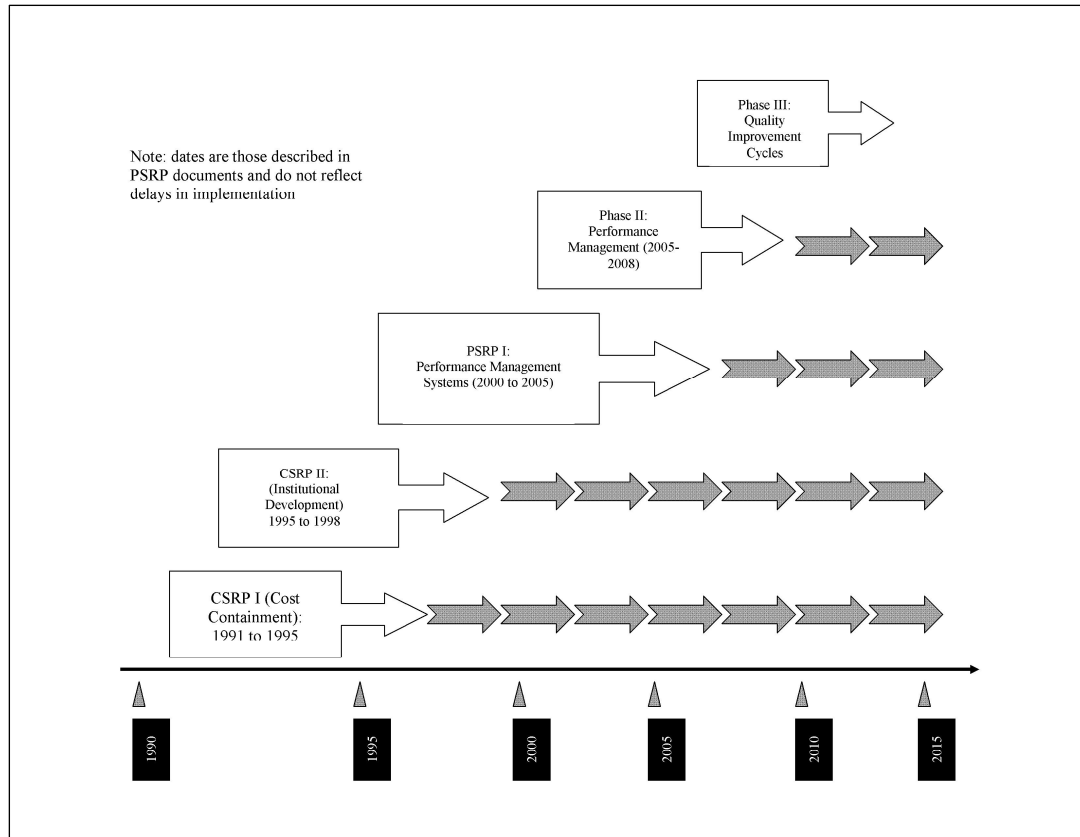 Phase III:
Quality
Improvement
Cycles
Note: dates are those described in
PSRP documents and do not reflect
delays in implementation
Phase II:
Performance
Management (2005-
2008)
PSRP I:
Performance Management
Systems (2000 to 2005)
CSRP II:
(Institutional
Development)
1995 to 1998
CSRP I (Cost
Containment):
1991 to 1995
1990
1995
2000
2005
2010
2015